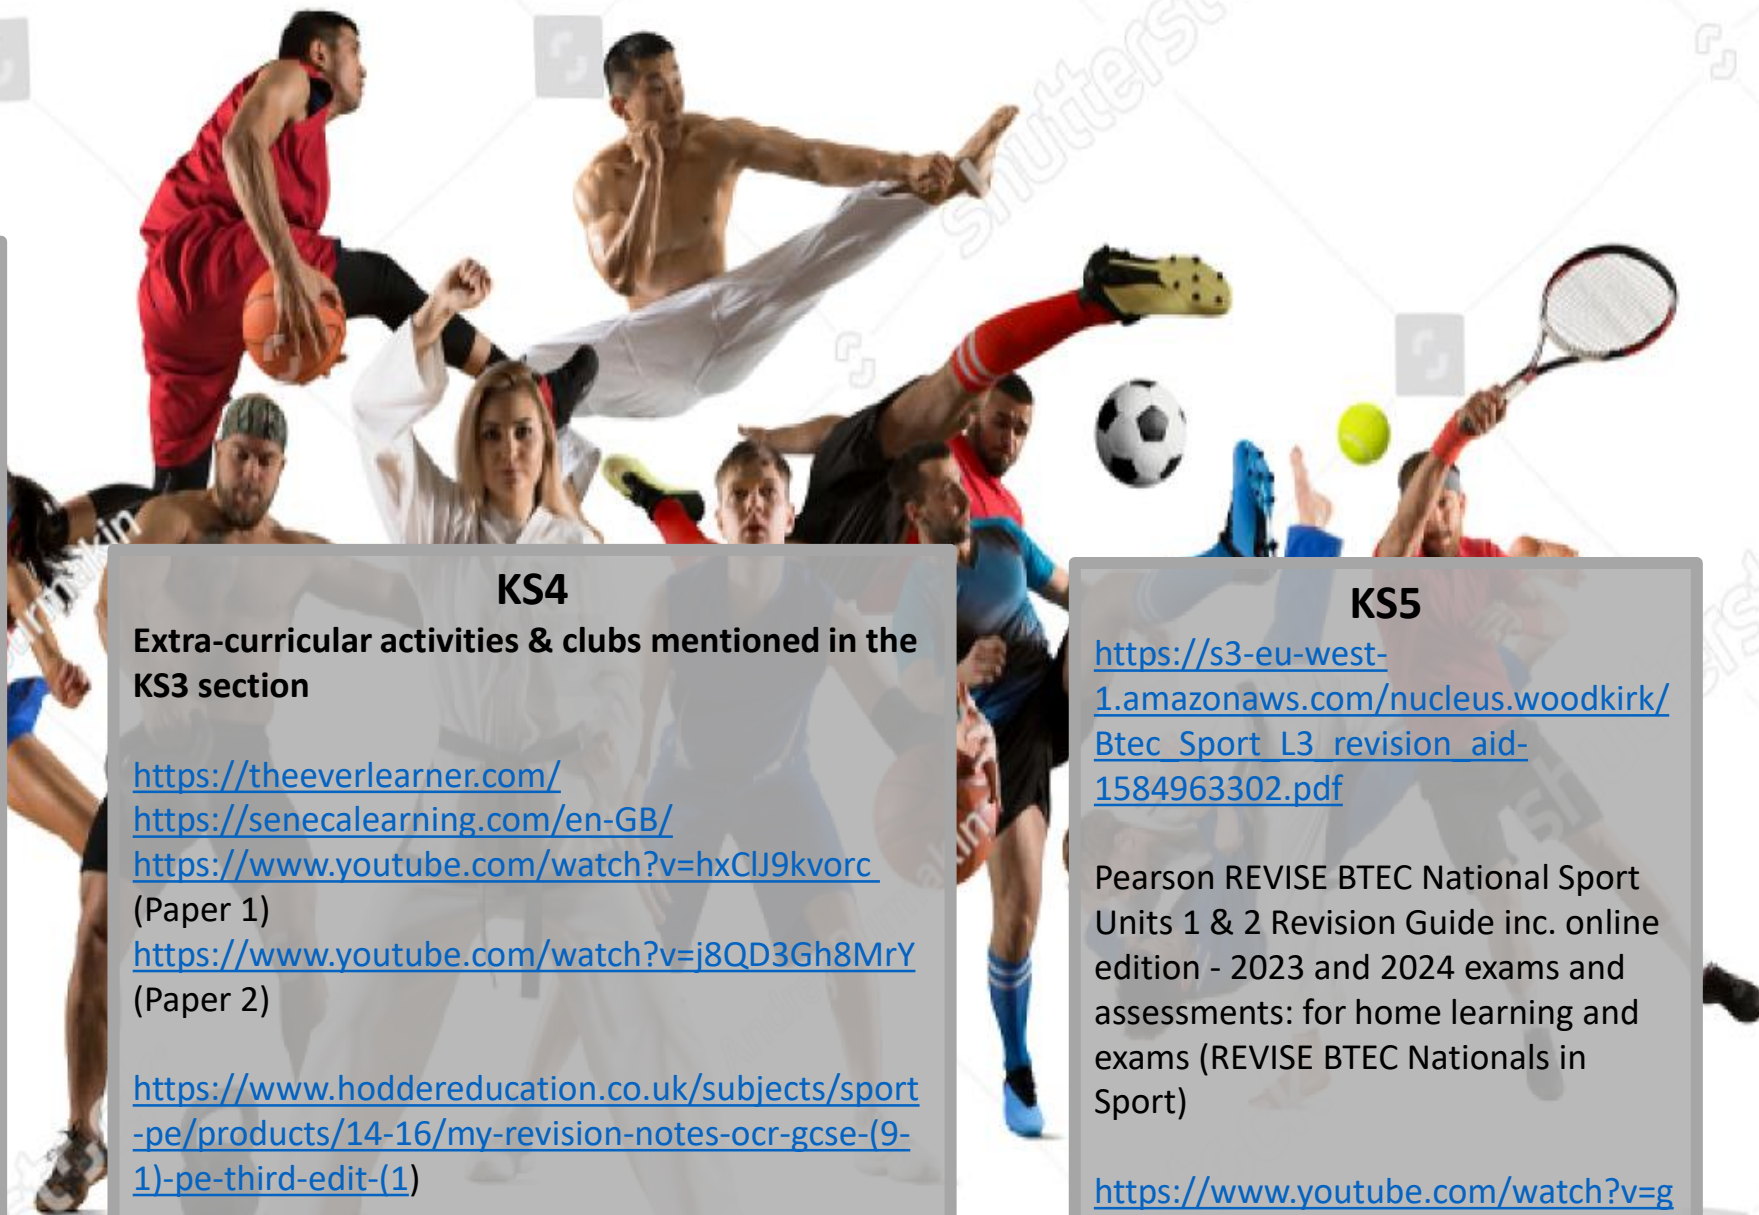 shutterst
KS4
Extra-curricular activities & clubs mentioned in the
KS3 section
https://theeverlearner.com/
https://senecalearning.com/en-GB/
https://www.youtube.com/watch?v=hxClJ9kvorc
(Paper 1)
https://www.youtube.com/watch?v=j8QD3Gh8MrY
(Paper 2)
https://www.hoddereducation.co.uk/subjects/sport
-pe/products/14-16/my-revision-notes-ocr-gcse-(9-
1)-pe-third-edit-(1)
KS5
https://s3-eu-west-
1.amazonaws.com/nucleus.woodkirk/
Btec_Sport_L3_revision_aid-
1584963302.pdf
Pearson REVISE BTEC National Sport
Units 1 & 2 Revision Guide inc. online
edition - 2023 and 2024 exams and
assessments: for home learning and
exams (REVISE BTEC Nationals in
Sport)
https://www.youtube.com/watch?v=g